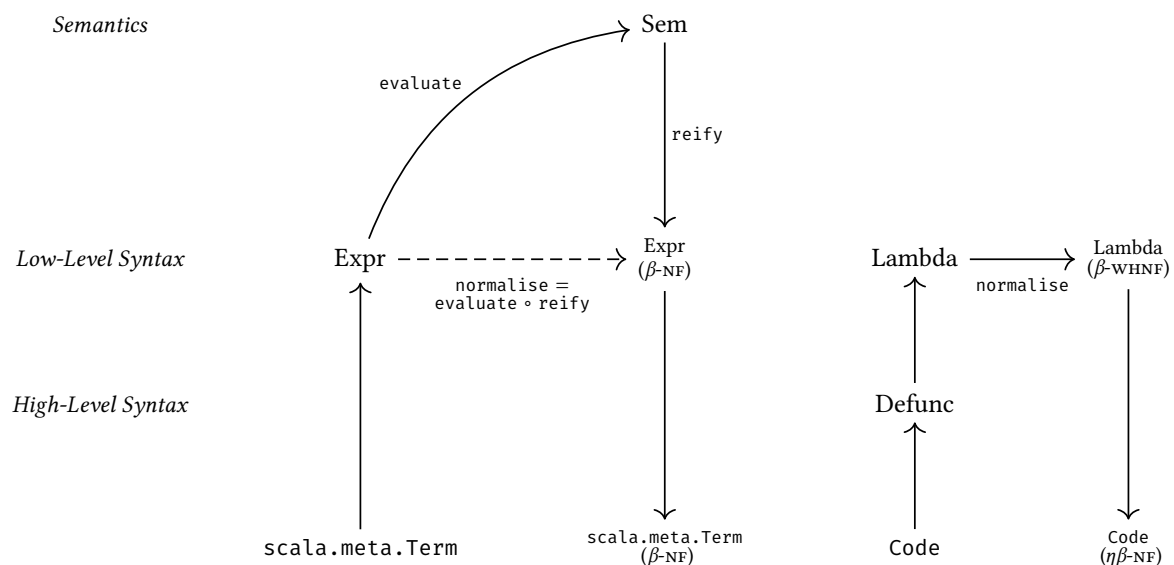 Semantics
Sem
evaluate
reify
Low-Level Syntax
Expr
Expr
(β-NF)
normalise =
evaluate ∘ reify
Lambda
normalise
Lambda
(β-WHNF)
High-Level Syntax
Defunc
scala.meta.Term
scala.meta.Term
(β-NF)
Code
Code
(ηβ-NF)